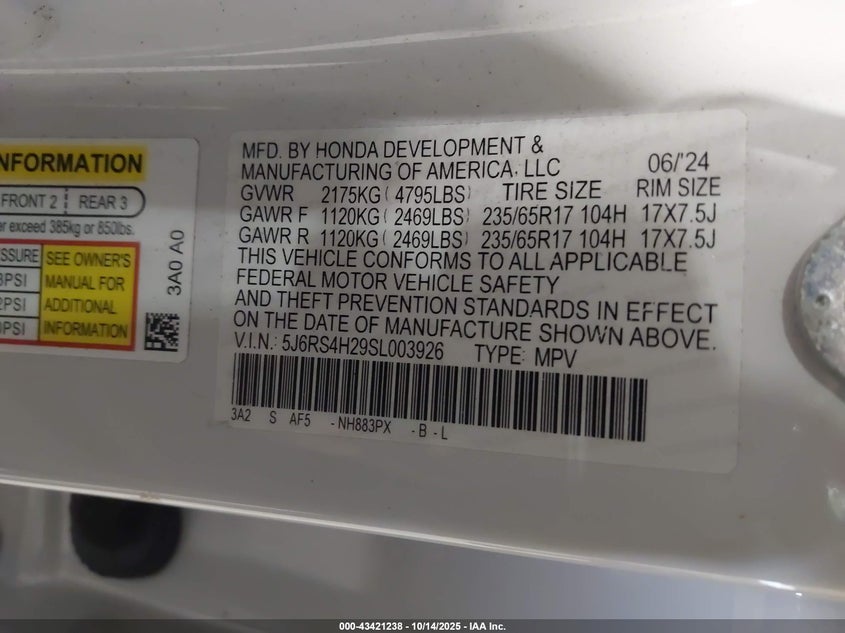 INFORMATION
FRONT 2 REAR 3
exceed 385kg or 850lbs.
SEE OWNER'S
MANUAL FOR
ADDITIONAL
INFORMATION
3A0 A0
MFD. BY HONDA DEVELOPMENT &
MANUFACTURING OF AMERICA, LLC 06/'24
GVWR 2175KG( 4795LBS) TIRE SIZE RIM SIZE
GAWR F 1120KG( 2469LBS) 235/65R17 104H 17X7.5J
GAWR R 1120KG( 2469LBS) 235/65R17 104H 17X7.5J
THIS VEHICLE CONFORMS TO ALL APPLICABLE
FEDERAL MOTOR VEHICLE SAFETY
AND THEFT PREVENTION STANDARDS IN EFFECT
ON THE DATE OF MANUFACTURE SHOWN ABOVE.
V.I.N.: 5J6RS4H29SL003926 TYPE: MPV
3A2 S AF5 -NH883PX -B-L
000-43421238 - 10/14/2025 - IAA Inc.